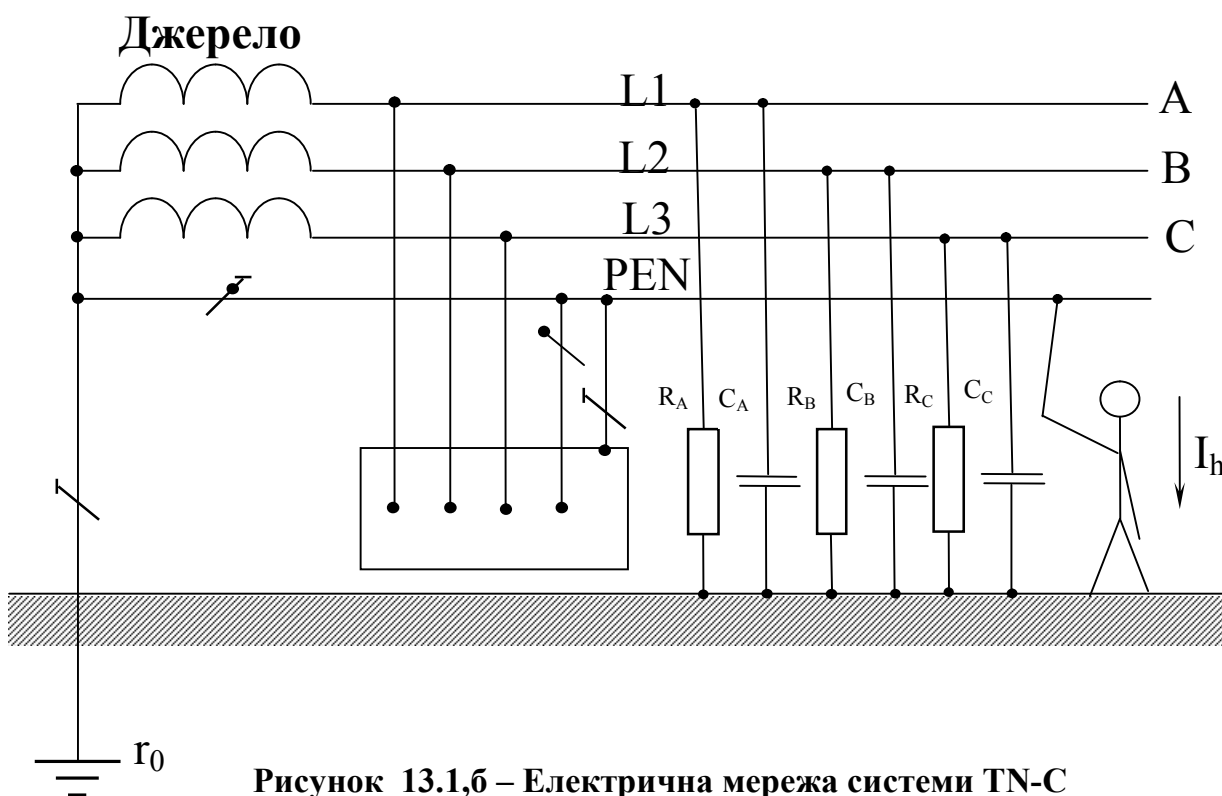 Джерело
L1
A
L2
B
L3
C
PEN
R_A C_A R_B C_B R_C C_C
I_h
r_0
Рисунок 13.1,б – Електрична мережа системи TN-C